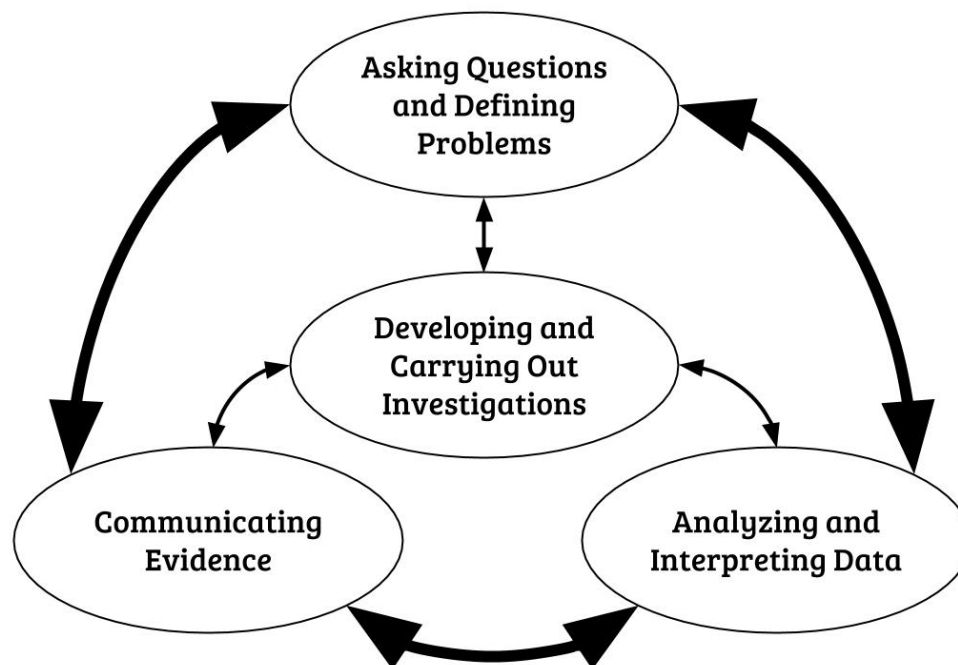 Asking Questions
and Defining
Problems
Developing and
Carrying Out
Investigations
Communicating
Evidence
Analyzing and
Interpreting Data